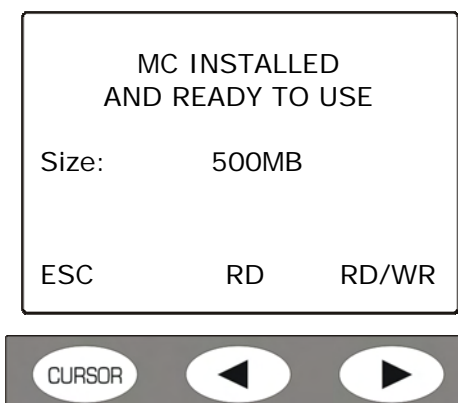 MC INSTALLED
AND READY TO USE
Size: 500MB
ESC RD RD/WR
CURSOR